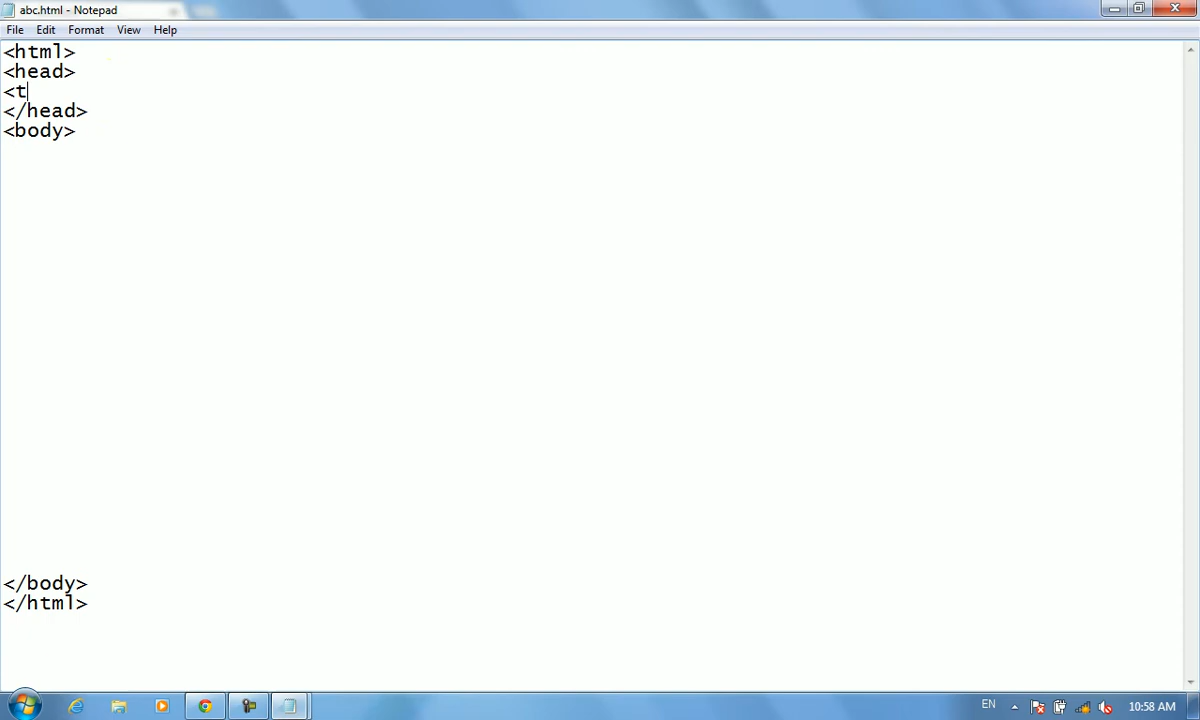 abc.html - Notepad
File Edit Format View Help
<html>
<head>
<t
</head>
<body>
</body>
</html>
EN 10:58 AM